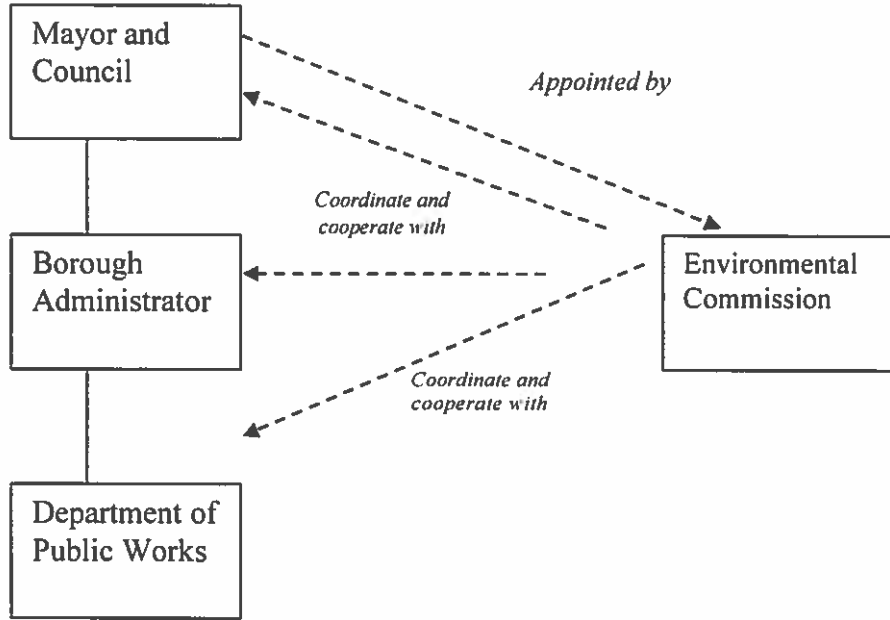 Mayor and
Council
Appointed by
Coordinate and
cooperate with
Borough
Administrator
Environmental
Commission
Coordinate and
cooperate with
Department of
Public Works